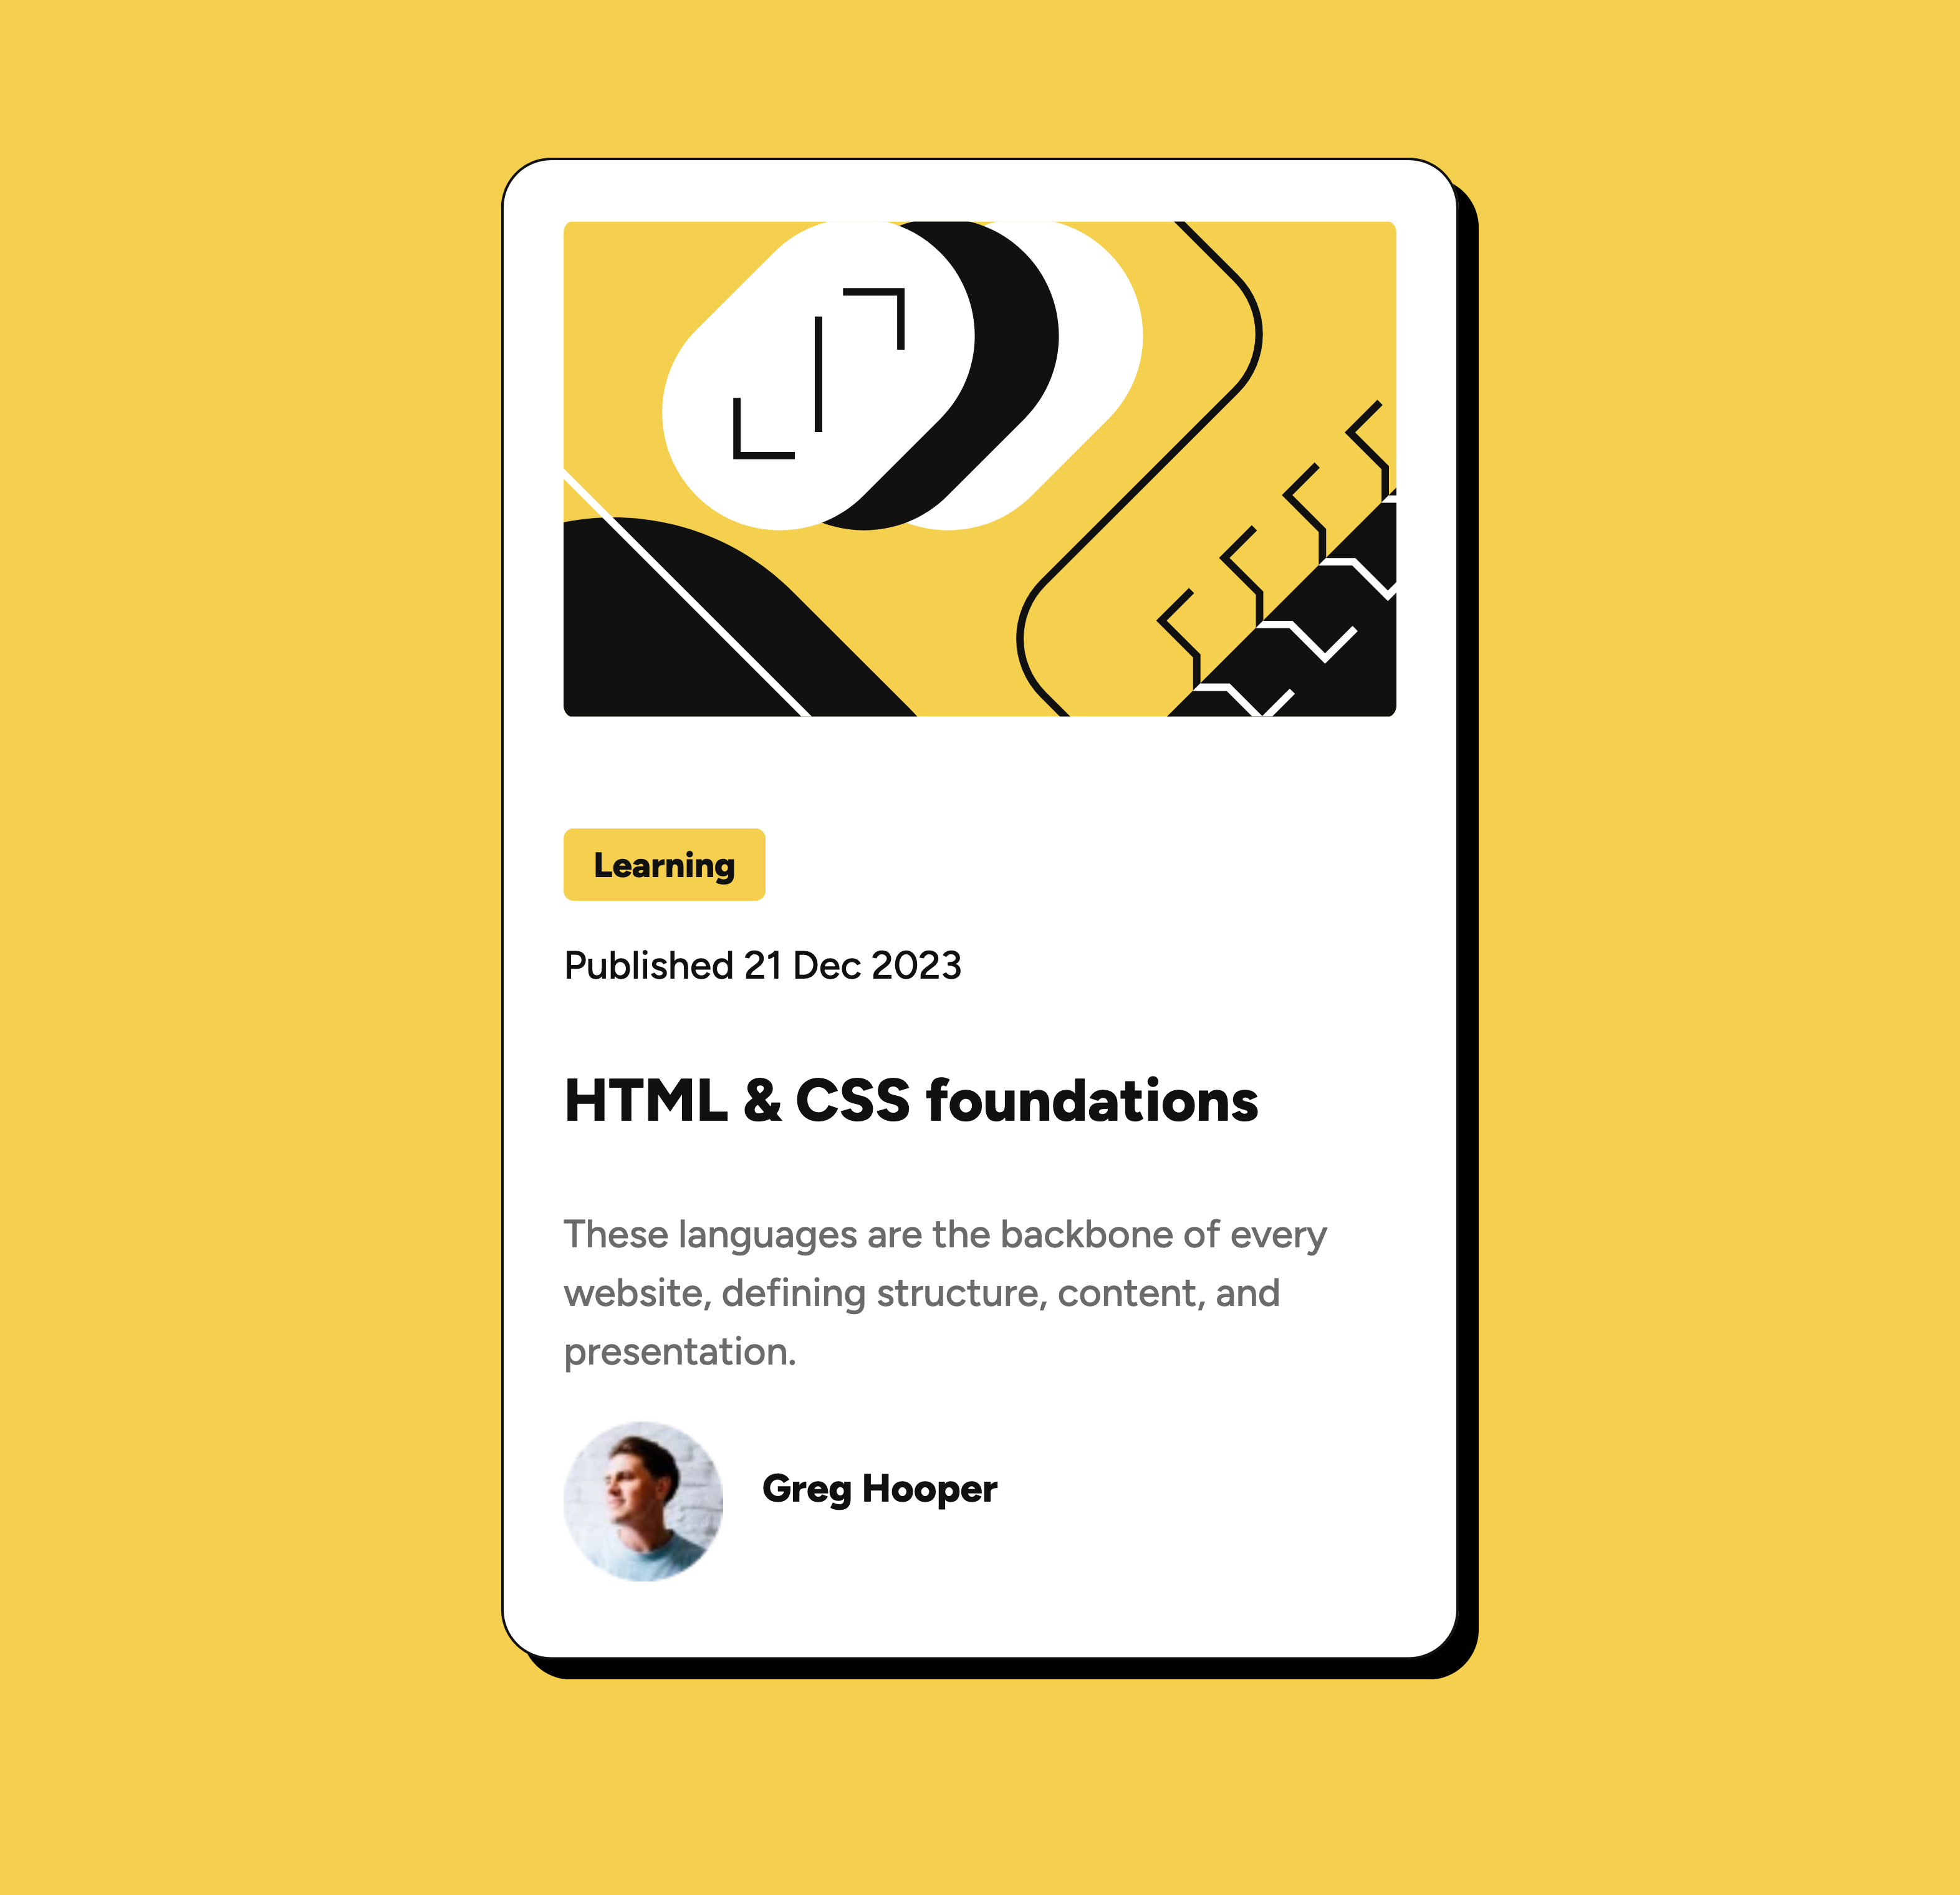 Learning
Published 21 Dec 2023
HTML & CSS foundations
These languages are the backbone of every
website, defining structure, content, and
presentation.
Greg Hooper